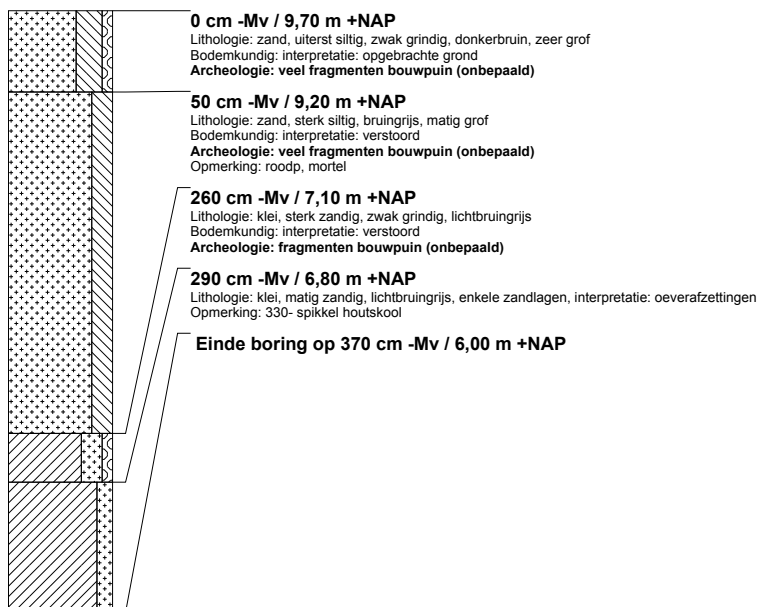 0 cm -Mv / 9,70 m +NAP
Lithologie: zand, uiterst siltig, zwak grindig, donkerbruin, zeer grof
Bodemkundig: interpretatie: opgebrachte grond
Archeologie: veel fragmenten bouwpuin (onbepaald)
50 cm -Mv / 9,20 m +NAP
Lithologie: zand, sterk siltig, bruingrijs, matig grof
Bodemkundig: interpretatie: verstoord
Archeologie: veel fragmenten bouwpuin (onbepaald)
Opmerking: roodp, mortel
260 cm -Mv / 7,10 m +NAP
Lithologie: klei, sterk zandig, zwak grindig, lichtbruingrijs
Bodemkundig: interpretatie: verstoord
Archeologie: fragmenten bouwpuin (onbepaald)
290 cm -Mv / 6,80 m +NAP
Lithologie: klei, matig zandig, lichtbruingrijs, enkele zandlagen, interpretatie: oeverafzettingen
Opmerking: 330- spikkel houtskool
Einde boring op 370 cm -Mv / 6,00 m +NAP